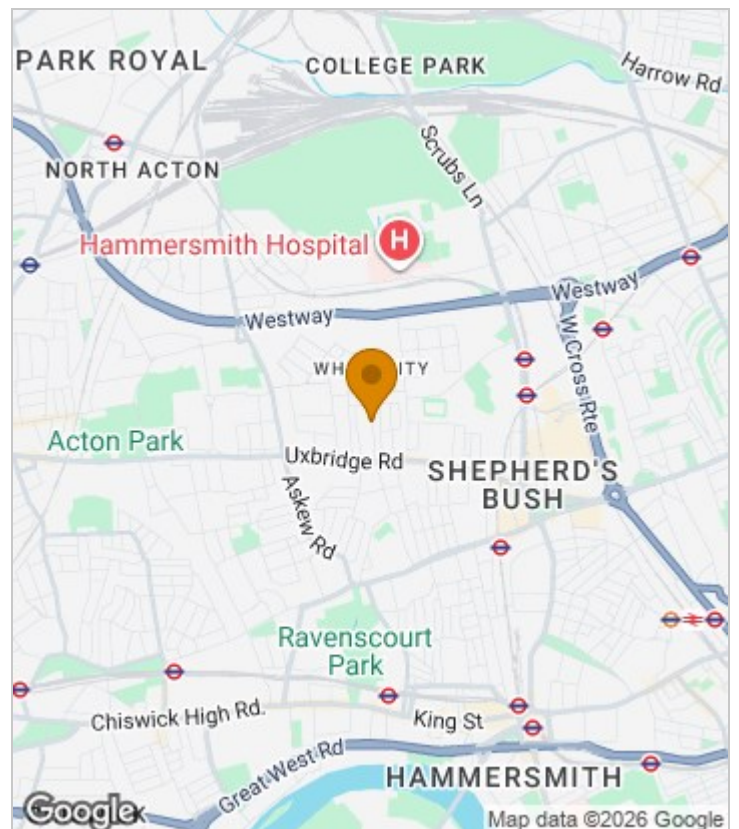 PARK ROYAL
COLLEGE PARK
Harrow Rd
NORTH ACTON
Scrubs Ln
Hammersmith Hospital
H
Westway
Westway
W Cross Rte
Acton Park
Uxbridge Rd
SHEPHERD'S
BUSH
Askew Rd
Ravenscourt
Park
Chiswick High Rd.
King St
Great West Rd
HAMMERSMITH
Google
Map data ©2026 Google